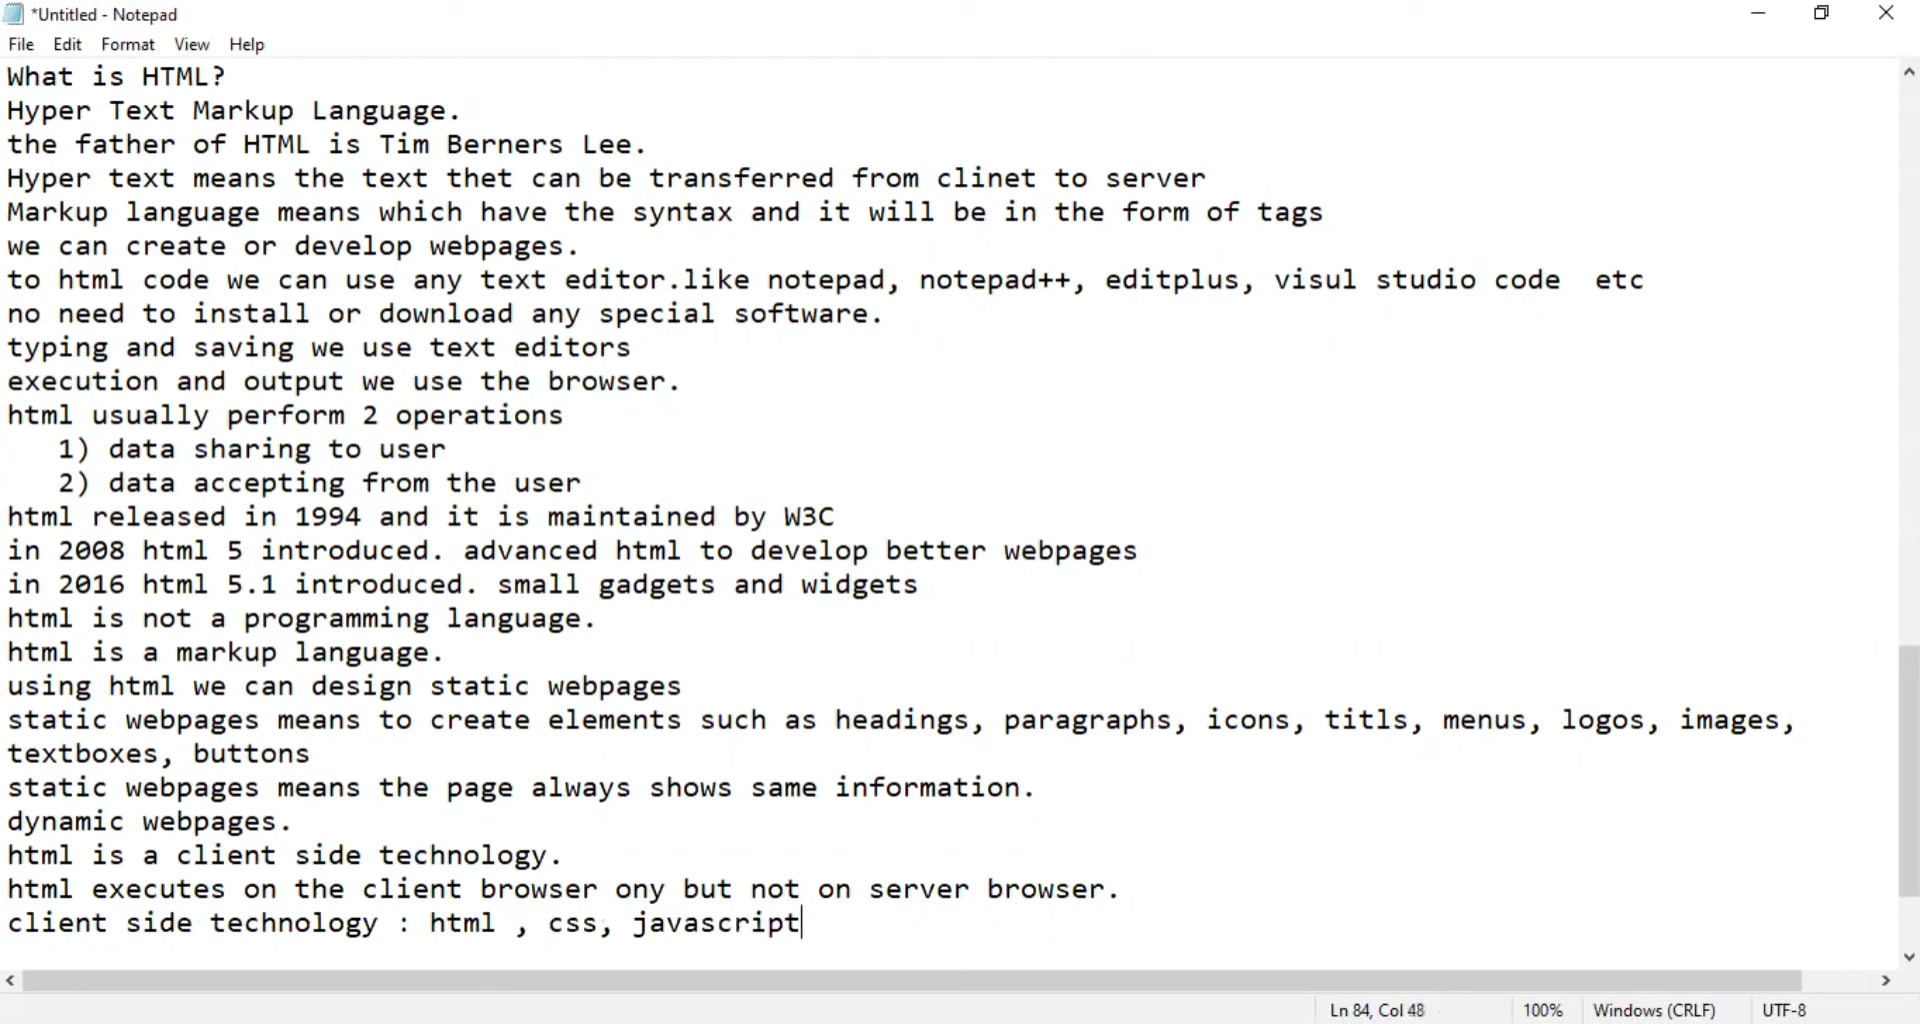 *Untitled - Notepad
File Edit Format View Help
What is HTML?
Hyper Text Markup Language.
the father of HTML is Tim Berners Lee.
Hyper text means the text thet can be transferred from clinet to server
Markup language means which have the syntax and it will be in the form of tags
we can create or develop webpages.
to html code we can use any text editor.like notepad, notepad++, editplus, visul studio code  etc
no need to install or download any special software.
typing and saving we use text editors
execution and output we use the browser.
html usually perform 2 operations
   1) data sharing to user
   2) data accepting from the user
html released in 1994 and it is maintained by W3C
in 2008 html 5 introduced. advanced html to develop better webpages
in 2016 html 5.1 introduced. small gadgets and widgets
html is not a programming language.
html is a markup language.
using html we can design static webpages
static webpages means to create elements such as headings, paragraphs, icons, titls, menus, logos, images,
textboxes, buttons
static webpages means the page always shows same information.
dynamic webpages.
html is a client side technology.
html executes on the client browser ony but not on server browser.
client side technology : html , css, javascript
Ln 84, Col 48 100% Windows (CRLF) UTF-8